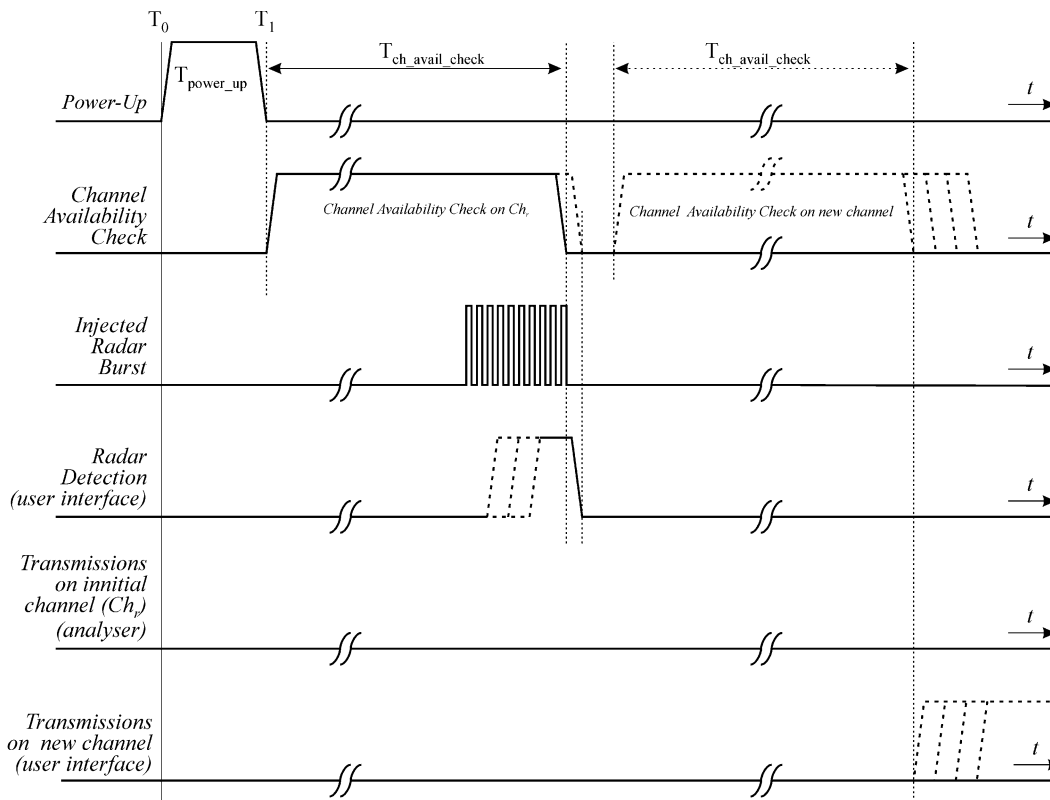 T0 T1
Tpower_up
Tch_avail_check
Tch_avail_check
Power-Up
t
Channel
Availability
Check
Channel Availability Check on Chr
Channel Availability Check on new channel
t
Injected
Radar
Burst
t
Radar
Detection
(user interface)
t
Transmissions
on innitial
channel (Chr)
(analyser)
t
Transmissions
on new channel
(user interface)
t